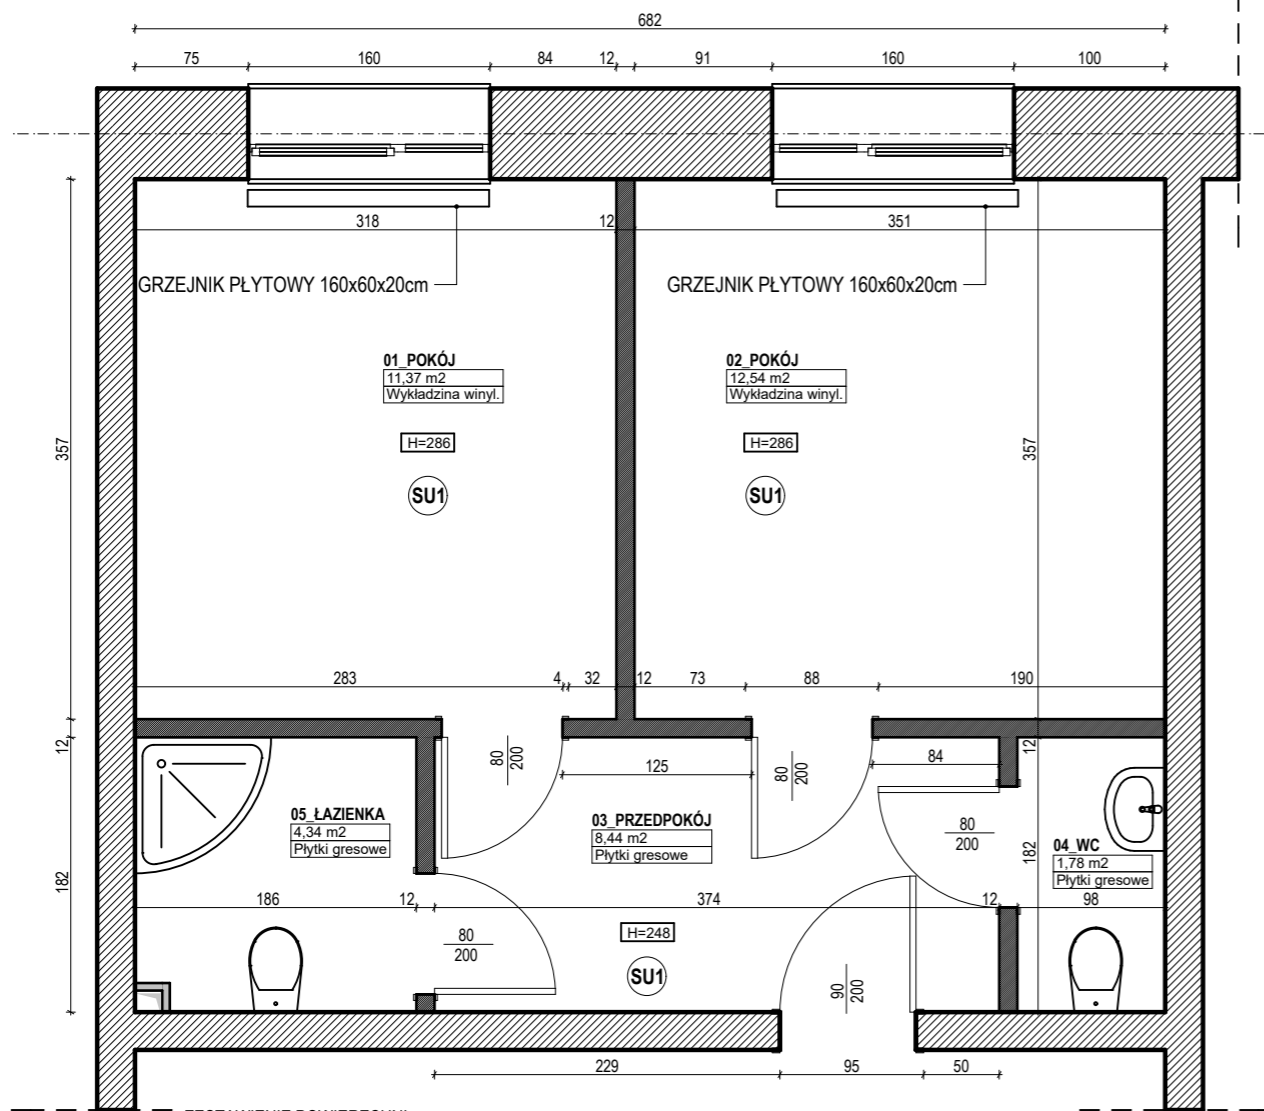 682
75 160 84 12 91 160 100
318 12 351
GRZEJNIK PŁYTOWY 160x60x20cm GRZEJNIK PŁYTOWY 160x60x20cm
01_POKÓJ
11,37 m2
Wykładzina winyl.
H=286
SU1
02_POKÓJ
12,54 m2
Wykładzina winyl.
H=286
SU1
357 357
283 4 32 12 73 88 190
12 12
80
200
125
80
200
84
05_ŁAZIENKA
4,34 m2
Płytki gresowe
03_PRZEDPOKÓJ
8,44 m2
Płytki gresowe
80
200
04_WC
1,78 m2
Płytki gresowe
182 182
186 12 374 12 98
80
200
H=248
SU1
90
200
229 95 50